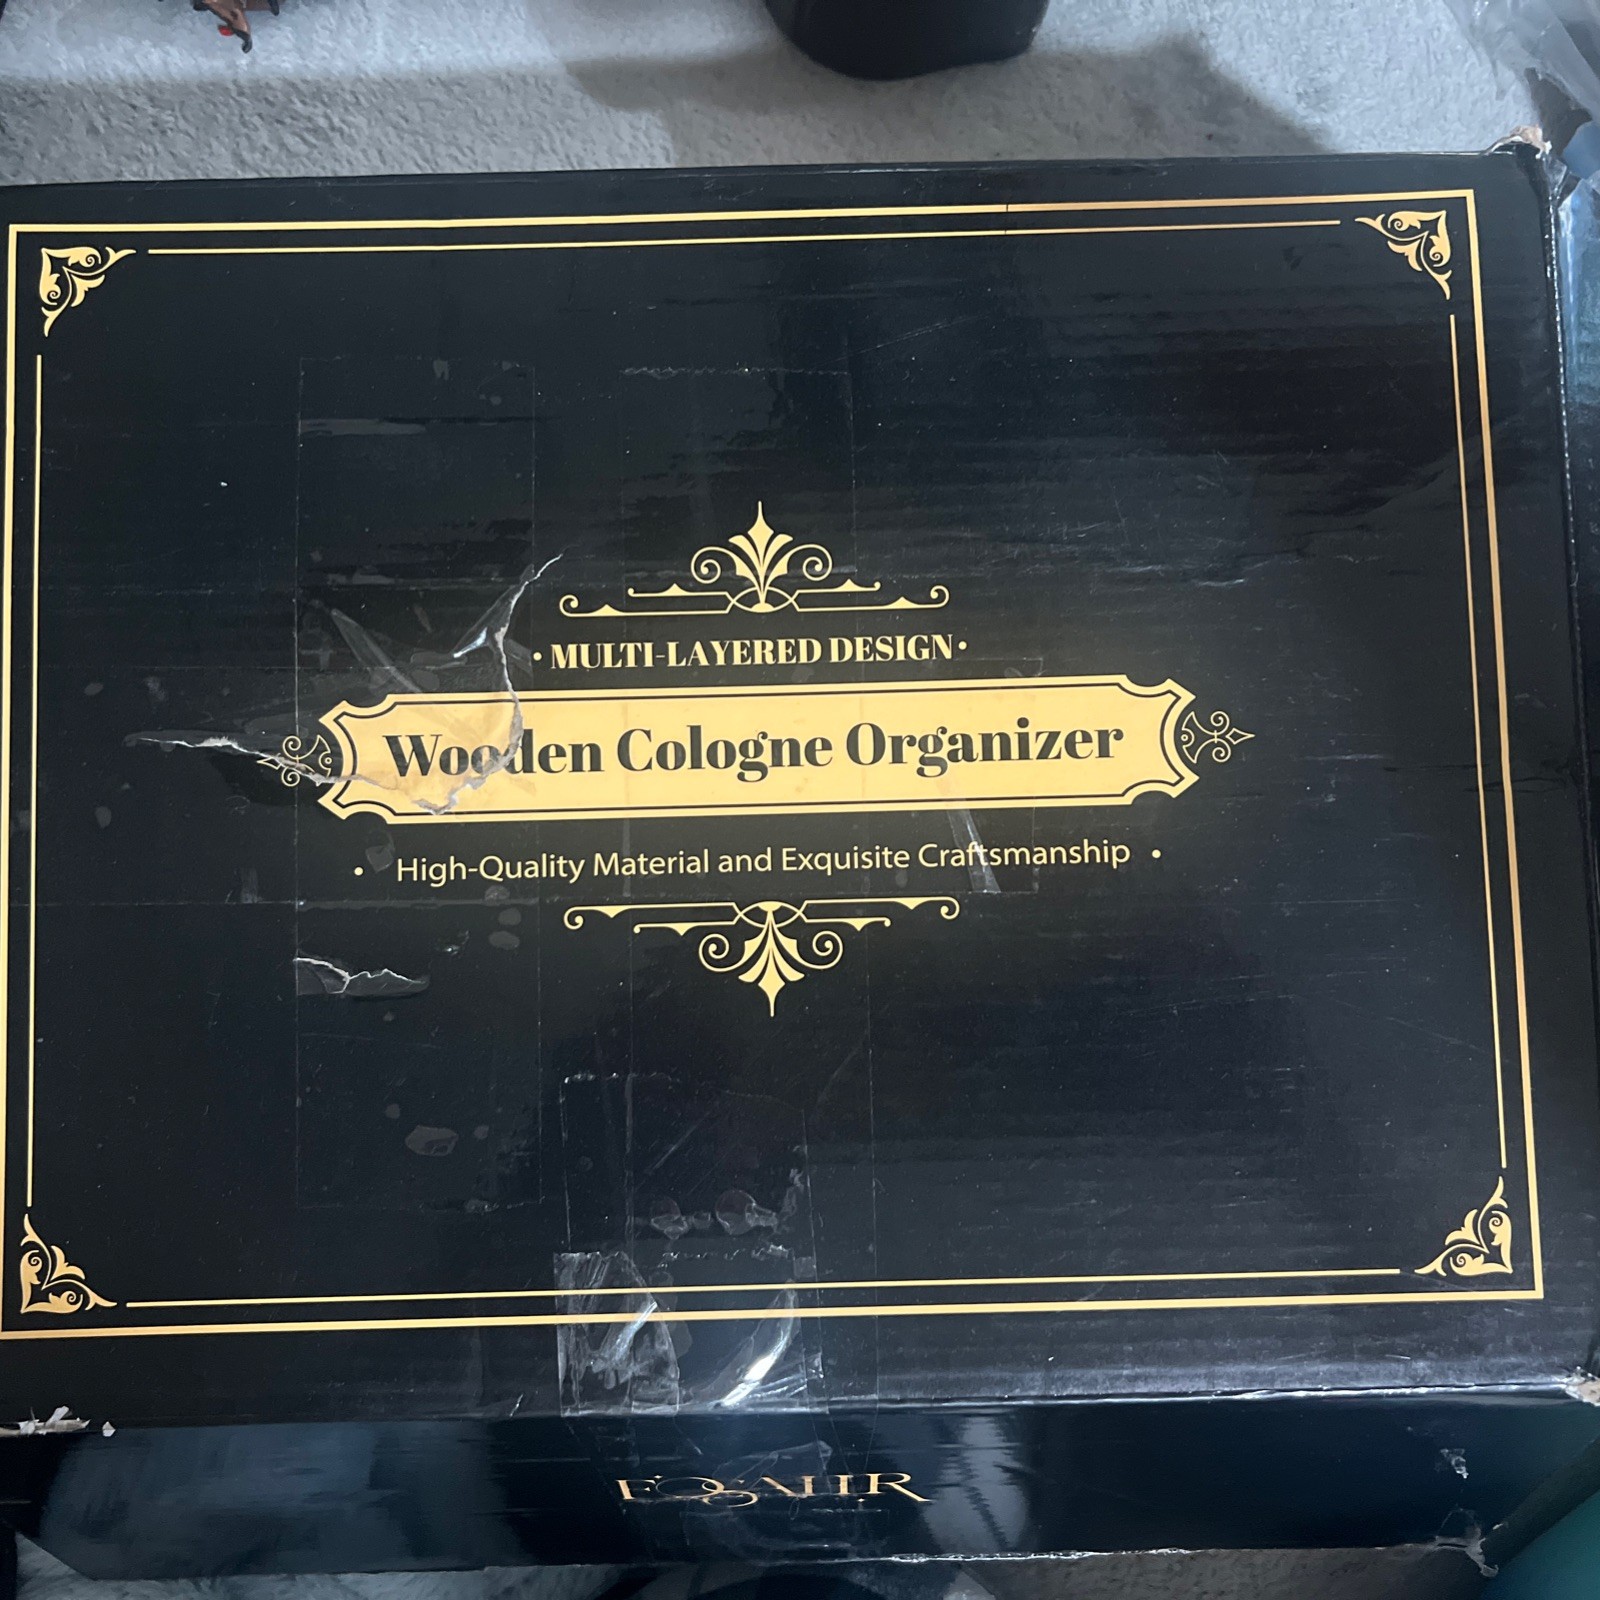 • MULTI-LAYERED DESIGN •
Wooden Cologne Organizer
• High-Quality Material and Exquisite Craftsmanship •